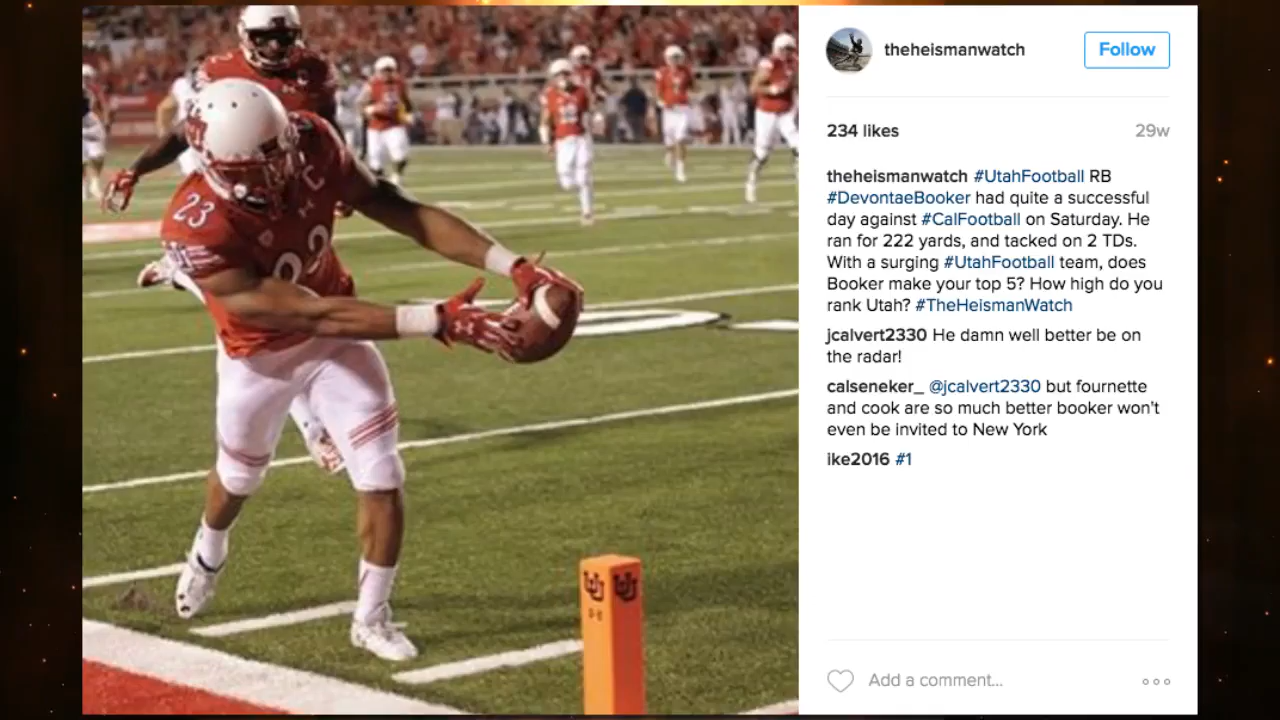 theheismanwatch
Follow
234 likes
29w
theheismanwatch #UtahFootball RB
#DevontaeBooker had quite a successful
day against #CalFootball on Saturday. He
ran for 222 yards, and tacked on 2 TDs.
With a surging #UtahFootball team, does
Booker make your top 5? How high do you
rank Utah? #TheHeismanWatch
jcalvert2330 He damn well better be on
the radar!
calseneker_ @jcalvert2330 but fournette
and cook are so much better booker won't
even be invited to New York
ike2016 #1
Add a comment...
23
C
23
U
U